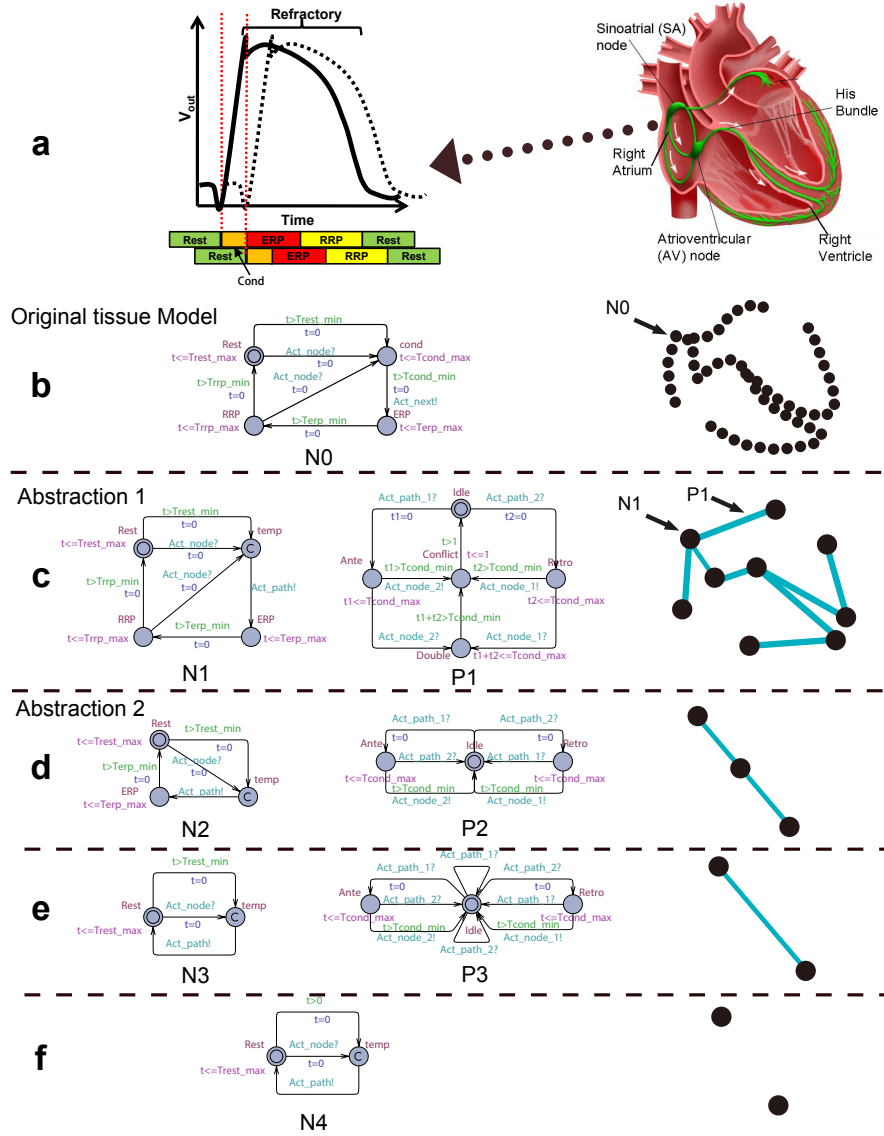 a
Refractory
Vout
Time
Rest
ERP
RRP
Rest
Rest
ERP
RRP
Rest
Cond
Sinoatrial (SA)
node
His
Bundle
Right
Atrium
Atrioventricular
(AV) node
Right
Ventricle
Original tissue Model
b
t>Trest_min
t=0
Rest
t<=Trest_max
Act_node?
t=0
cond
t<=Tcond_max
t>Trrp_min
t=0
Act_node?
t=0
t>Tcond_min
t=0
Act_next!
RRP
t<=Trrp_max
t>Terp_min
t=0
ERP
t<=Terp_max
N0
N0
Abstraction 1
c
t>Trest_min
t=0
Rest
t<=Trest_max
Act_node?
t=0
temp
C
t>Trrp_min
t=0
Act_node?
t=0
Act_path!
RRP
t<=Trrp_max
t>Terp_min
t=0
ERP
t<=Terp_max
N1
Idle
Act_path_1?
Act_path_2?
t1=0
t2=0
t>1
Conflict
t<=1
Ante
t1>Tcond_min
t2>Tcond_min
Retro
Act_node_2!
Act_node_1!
t1<=Tcond_max
t2<=Tcond_max
t1+t2>Tcond_min
Act_node_2?
Act_node_1?
Double
t1+t2<=Tcond_max
P1
N1
P1
Abstraction 2
d
Rest
t>Trest_min
t<=Trest_max
t=0
Act_node?
t=0
t>Terp_min
t=0
temp
C
ERP
Act_path!
t<=Terp_max
N2
Act_path_1?
Act_path_2?
Ante
t=0
Idle
t=0
Retro
Act_path_2?
Act_path_1?
t<=Tcond_max
t<=Tcond_max
t>Tcond_min
t>Tcond_min
Act_node_2!
Act_node_1!
P2
e
t>Trest_min
t=0
Rest
Act_node?
temp
t=0
C
t<=Trest_max
Act_path!
N3
Act_path_1?
Act_path_1?
Act_path_2?
Ante
t=0
t=0
Retro
Act_path_2?
Act_path_1?
t<=Tcond_max
t<=Tcond_max
t>Tcond_min
Idle
t>Tcond_min
Act_node_2!
Act_node_1!
Act_path_2?
P3
f
t>0
t=0
Rest
Act_node?
temp
t=0
C
t<=Trest_max
Act_path!
N4